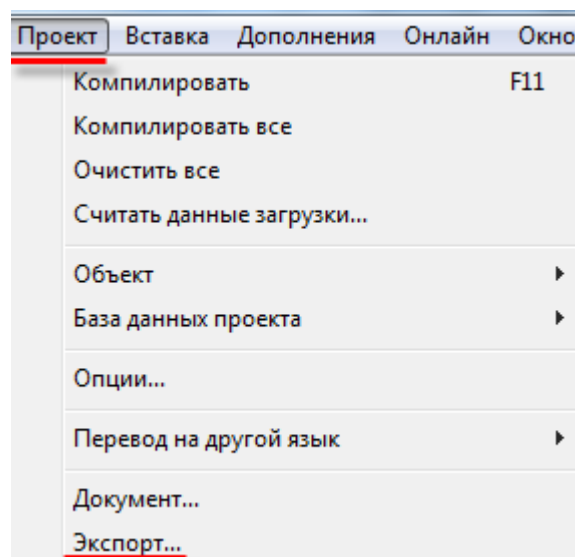 Проект Вставка Дополнения Онлайн Окно
Компилировать F11
Компилировать все
Очистить все
Считать данные загрузки...
Объект
База данных проекта
Опции...
Перевод на другой язык
Документ...
Экспорт...